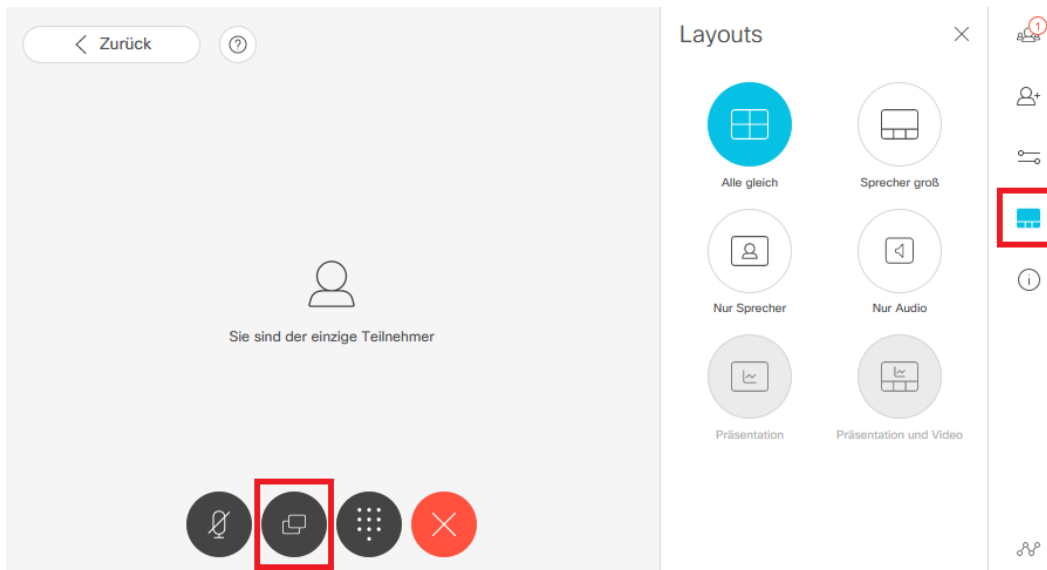 Zurück
?
Layouts
1
Alle gleich
Sprecher groß
Nur Sprecher
Nur Audio
Sie sind der einzige Teilnehmer
Präsentation
Präsentation und Video
i